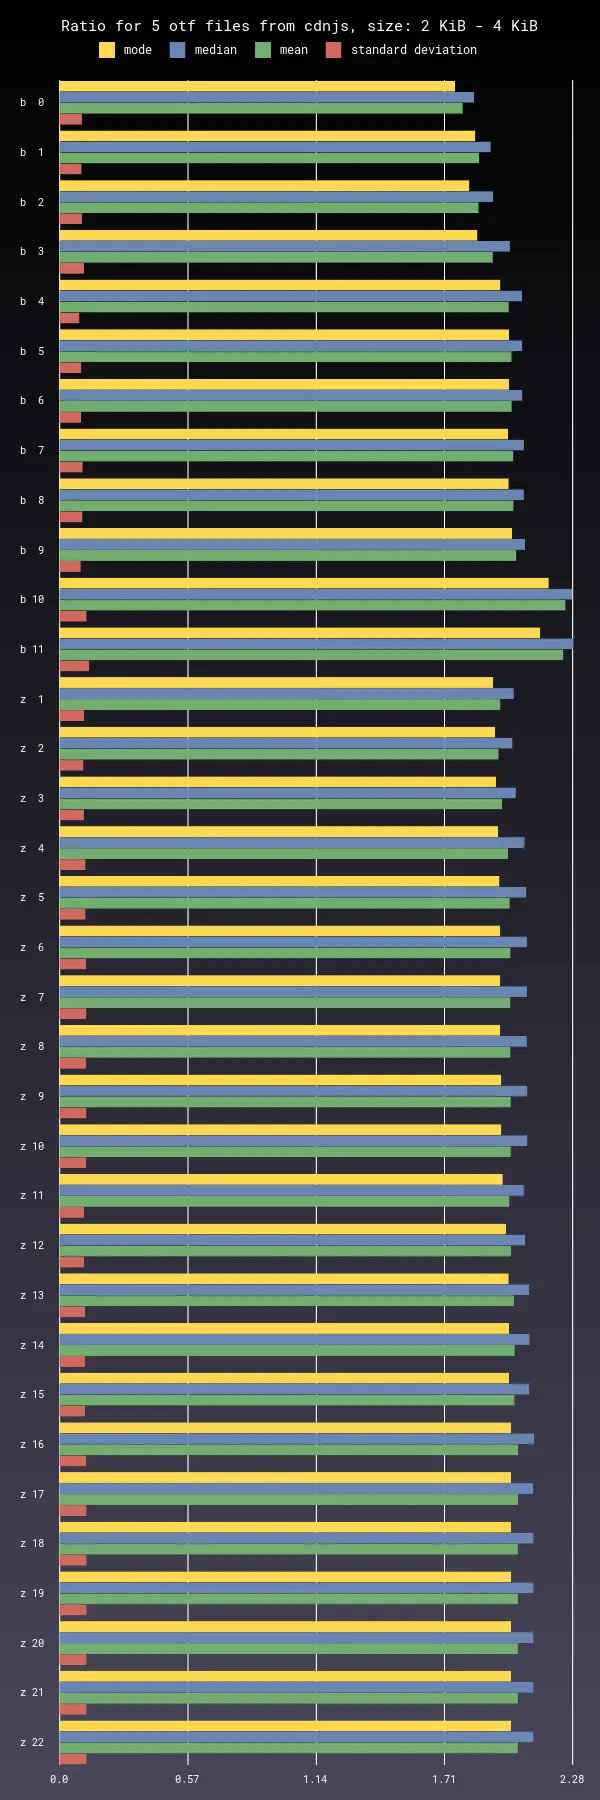 Ratio for 5 otf files from cdnjs, size: 2 KiB - 4 KiB
mode median mean standard deviation
b 0
b 1
b 2
b 3
b 4
b 5
b 6
b 7
b 8
b 9
b 10
b 11
z 1
z 2
z 3
z 4
z 5
z 6
z 7
z 8
z 9
z 10
z 11
z 12
z 13
z 14
z 15
z 16
z 17
z 18
z 19
z 20
z 21
z 22
0.0 0.57 1.14 1.71 2.28